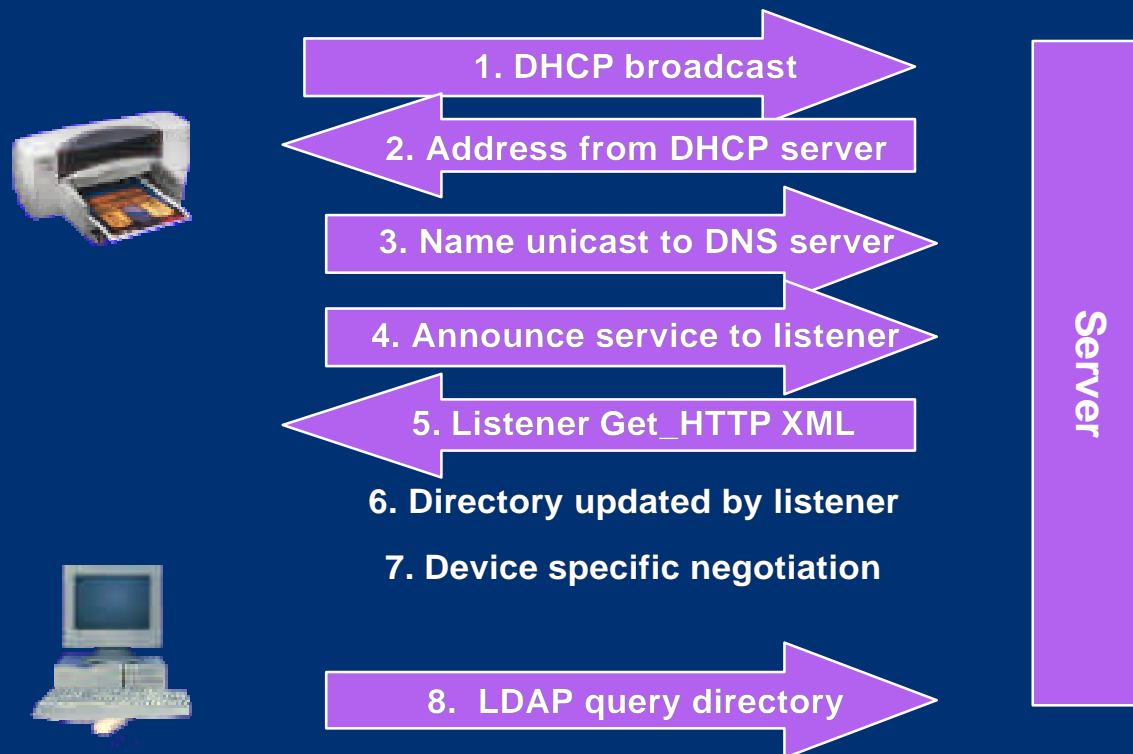 1. DHCP broadcast
2. Address from DHCP server
3. Name unicast to DNS server
4. Announce service to listener
5. Listener Get_HTTP XML
6. Directory updated by listener
7. Device specific negotiation
8. LDAP query directory
Server